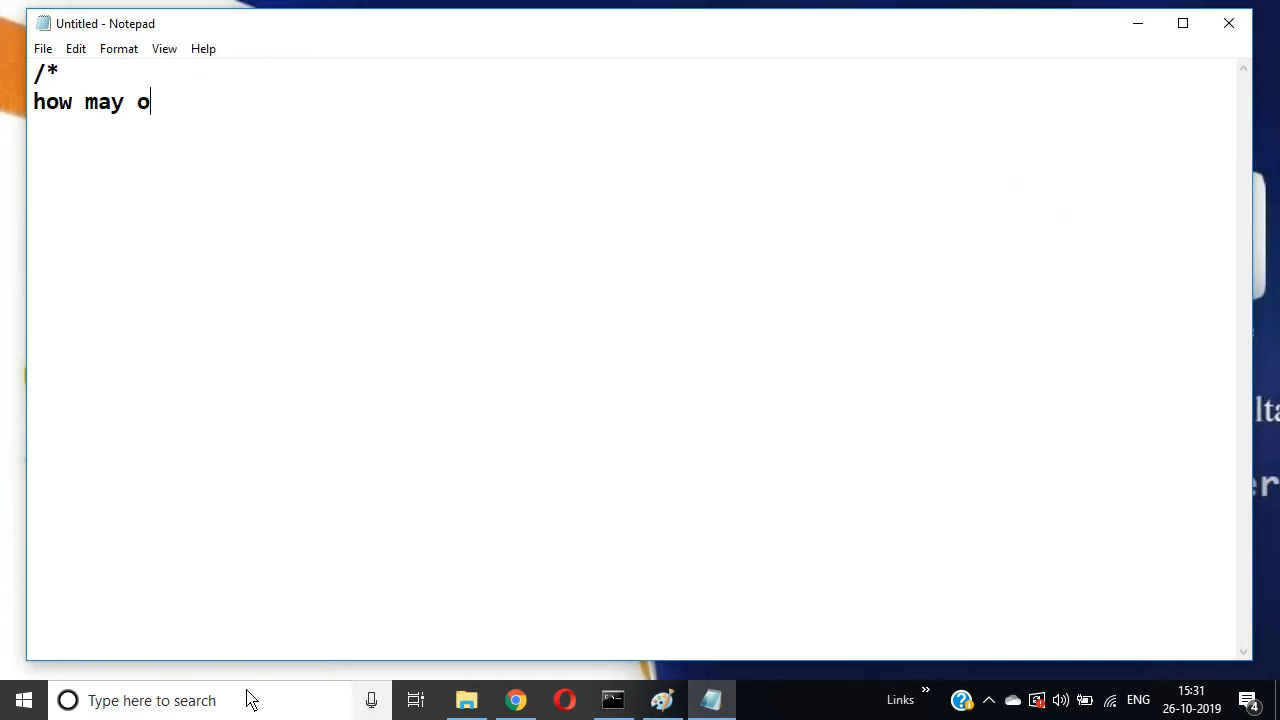 Untitled - Notepad
File Edit Format View Help
/*
how may o
Type here to search
Links
ENG
15:31
26-10-2019
4